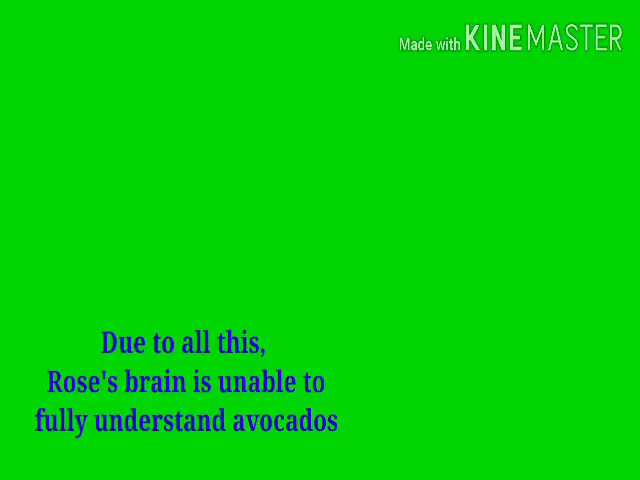 Made with KINEMASTER
Due to all this,
Rose's brain is unable to
fully understand avocados